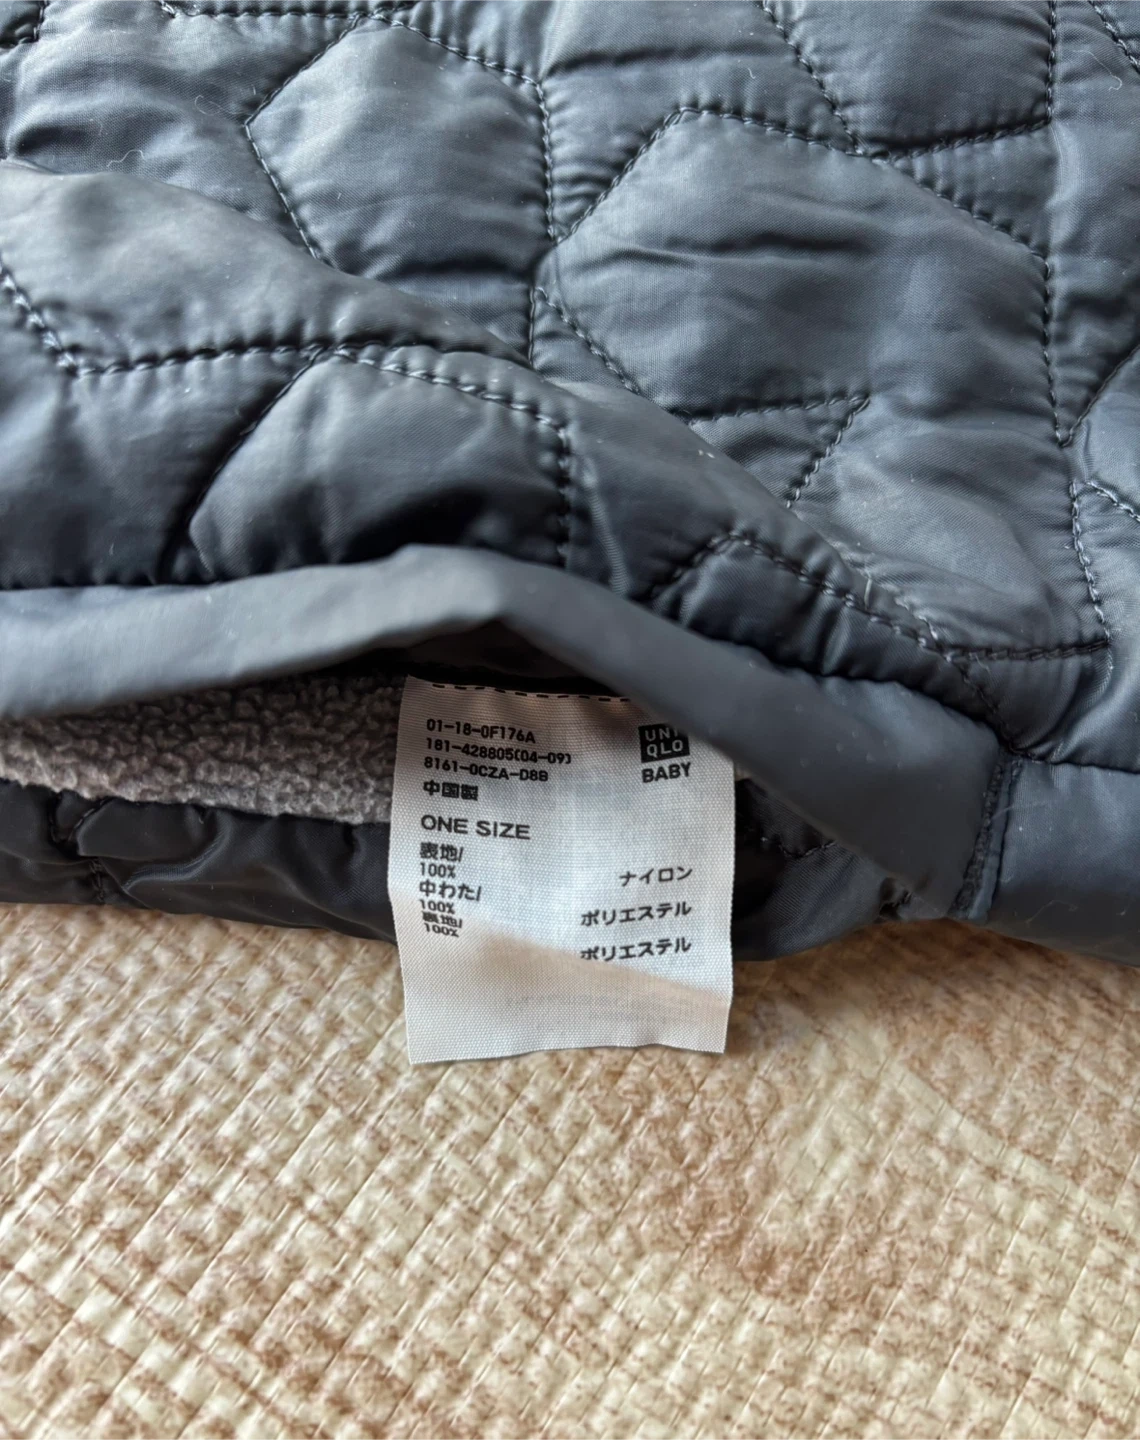 01-18-0F176A
181-428805(04-09)
8161-0CZA-D8B
中国製
UNI
QLO
BABY
ONE SIZE
表地/
100% ナイロン
中わた/
100% ポリエステル
裏地/
100% ポリエステル